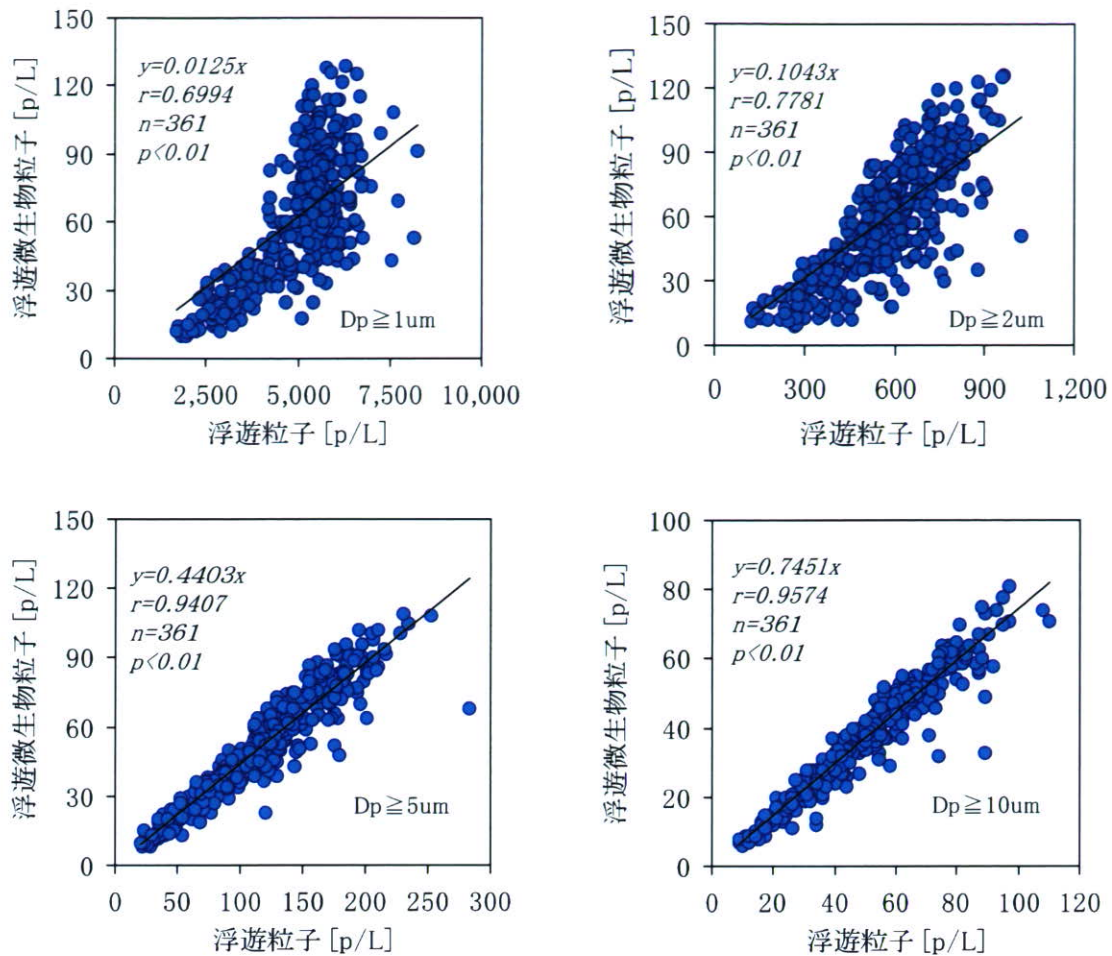 150
120
90
60
30
0
浮遊微生物粒子 [p/L]
y=0.0125x
r=0.6994
n=361
p<0.01
Dp≧1um
0 2,500 5,000 7,500 10,000
浮遊粒子 [p/L]
150
120
90
60
30
0
浮遊微生物粒子 [p/L]
y=0.1043x
r=0.7781
n=361
p<0.01
Dp≧2um
0 300 600 900 1,200
浮遊粒子 [p/L]
150
120
90
60
30
0
浮遊微生物粒子 [p/L]
y=0.4403x
r=0.9407
n=361
p<0.01
Dp≧5um
0 50 100 150 200 250 300
浮遊粒子 [p/L]
100
80
60
40
20
0
浮遊微生物粒子 [p/L]
y=0.7451x
r=0.9574
n=361
p<0.01
Dp≧10um
0 20 40 60 80 100 120
浮遊粒子 [p/L]